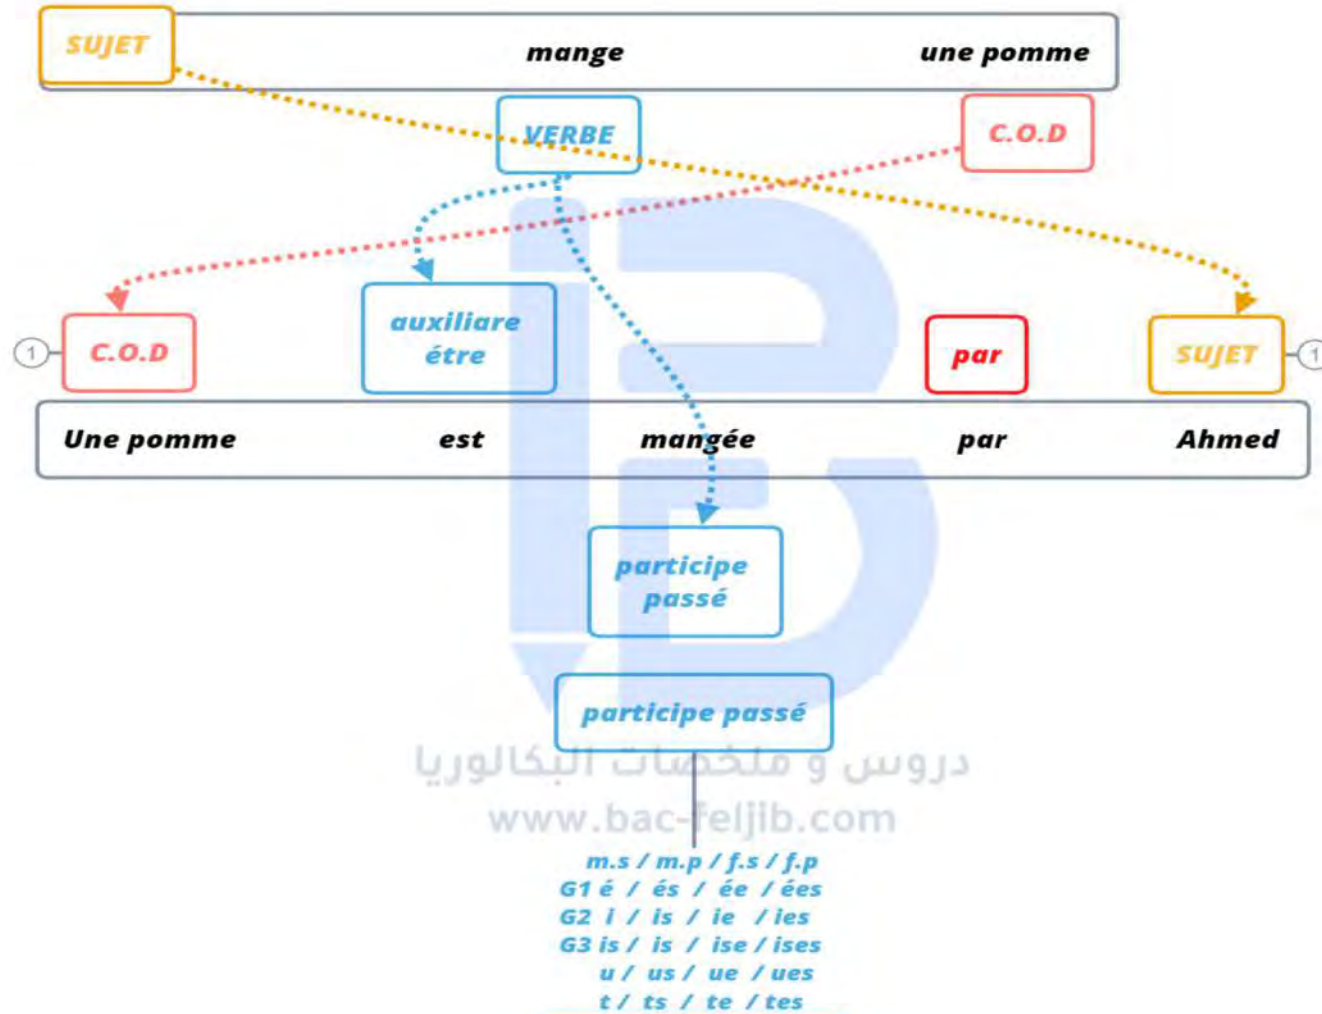 SUJET mange une pomme
VERBE C.O.D
auxiliare
étre
1 C.O.D par SUJET 1
Une pomme est mangée par Ahmed
participe
passé
participe passé
دروس و ملخصات البكالوريا
www.bac-feljib.com
m.s / m.p / f.s / f.p
G1 é / és / ée / ées
G2 i / is / ie / ies
G3 is / is / ise / ises
u / us / ue / ues
t / ts / te / tes